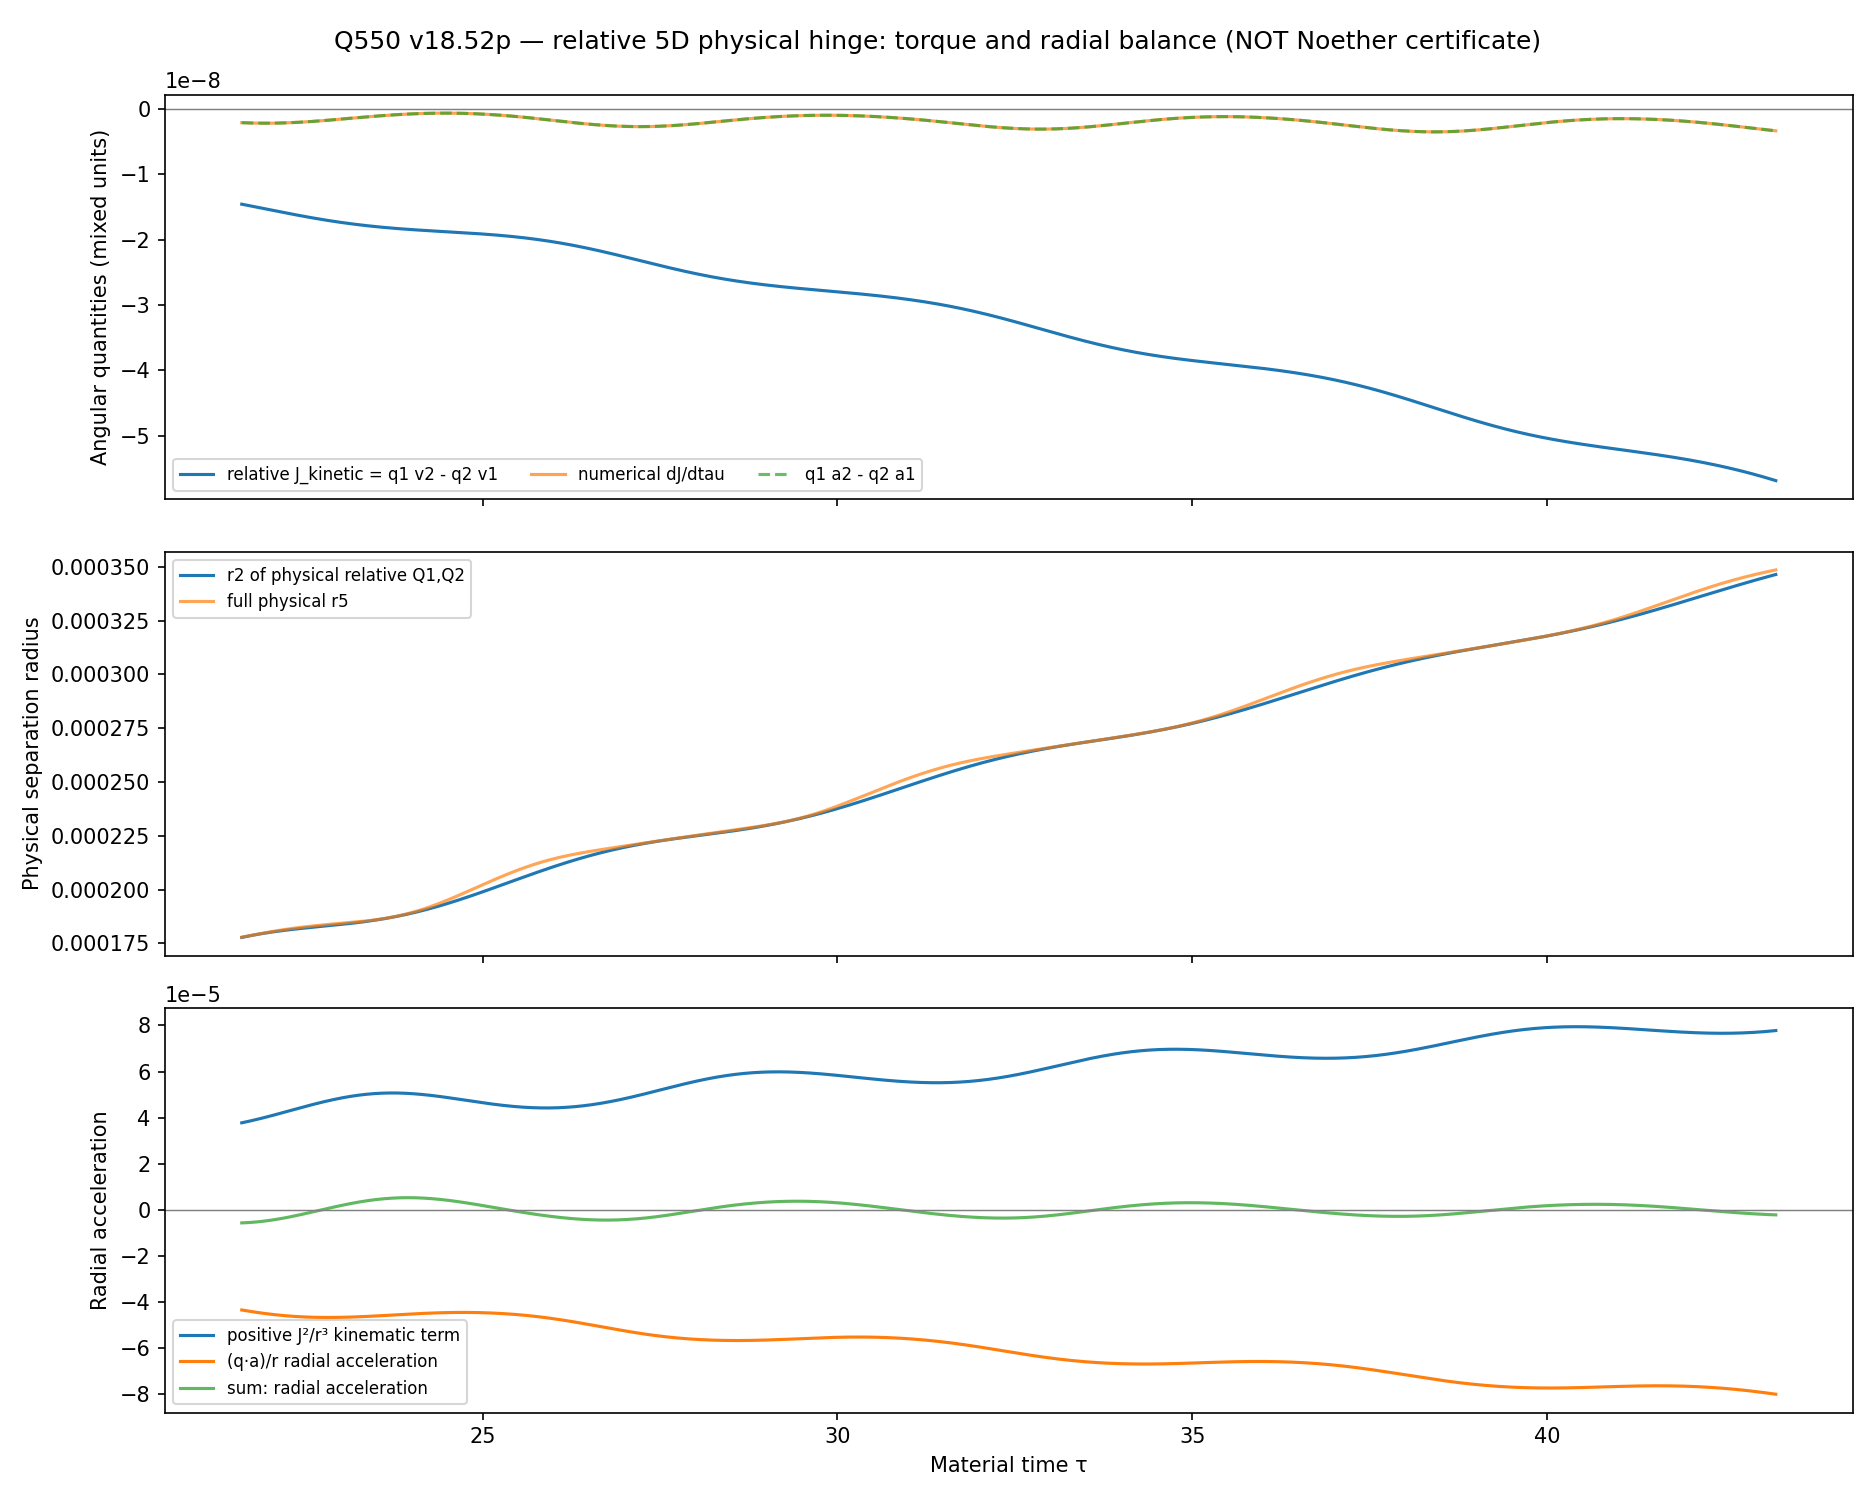 Q550 v18.52p — relative 5D physical hinge: torque and radial balance (NOT Noether certificate)
1e−8
0
−1
−2
−3
−4
−5
Angular quantities (mixed units)
relative J_kinetic = q1 v2 - q2 v1
numerical dJ/dtau
q1 a2 - q2 a1
0.000350
0.000325
0.000300
0.000275
0.000250
0.000225
0.000200
0.000175
Physical separation radius
r2 of physical relative Q1,Q2
full physical r5
1e−5
8
6
4
2
0
−2
−4
−6
−8
Radial acceleration
positive J²/r³ kinematic term
(q·a)/r radial acceleration
sum: radial acceleration
25
30
35
40
Material time τ